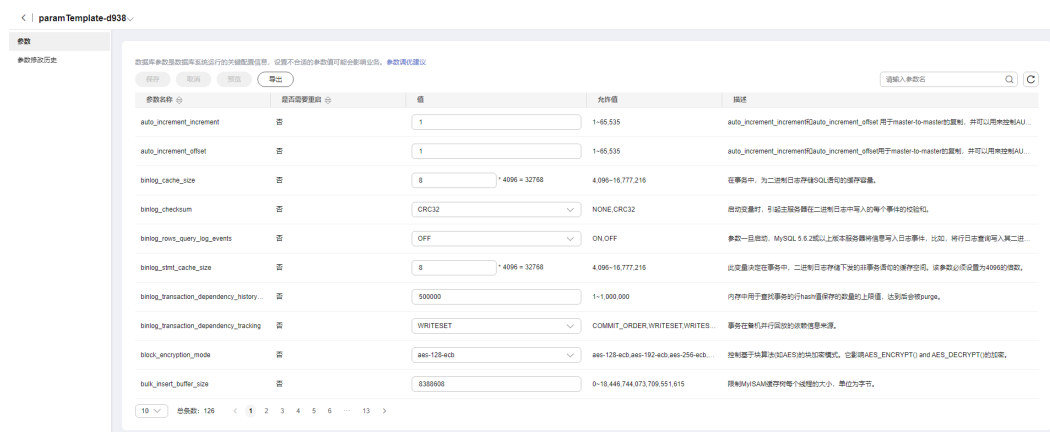 paramTemplate-d938
参数
参数修改历史
数据库参数是数据库系统运行的关键配置信息，设置不合适的参数值可能会影响业务。参数调优建议
保存 取消 预览 导出 请输入参数名
参数名称 是否需要重启 值 允许值 描述
auto_increment_increment 否 1 1~65,535 auto_increment_increment和auto_increment_offset 用于master-to-master的复制，并可以用来控制AU...
auto_increment_offset 否 1 1~65,535 auto_increment_increment和auto_increment_offset用于master-to-master的复制，并可以用来控制AU...
binlog_cache_size 否 8 * 4096 = 32768 4,096~16,777,216 在事务中，为二进制日志存储SQL语句的缓存容量。
binlog_checksum 否 CRC32 NONE,CRC32 启动变量时，引起主服务器在二进制日志中写入的每个事件的校验和。
binlog_rows_query_log_events 否 OFF ON,OFF 参数一旦启动，MySQL 5.6.2或以上版本服务器将信息写入日志事件，比如，将行日志查询写入其二进...
binlog_stmt_cache_size 否 8 * 4096 = 32768 4,096~16,777,216 此变量决定在事务中，二进制日志存储下发的非事务语句的缓存空间。该参数必须设置为4096的倍数。
binlog_transaction_dependency_history... 否 500000 1~1,000,000 内存中用于查找事务的行hash值保存的数量的上限值，达到后会被purge。
binlog_transaction_dependency_tracking 否 WRITESET COMMIT_ORDER,WRITESET,WRITES... 事务在备机并行回放的依赖信息来源。
block_encryption_mode 否 aes-128-ecb aes-128-ecb,aes-192-ecb,aes-256-ecb,... 控制基于块算法(如AES)的块加密模式。它影响AES_ENCRYPT() and AES_DECRYPT()的加密。
bulk_insert_buffer_size 否 8388608 0~18,446,744,073,709,551,615 限制MyISAM缓存树每个线程的大小，单位为字节。
10 总条数：126 < 1 2 3 4 5 6 ... 13 >